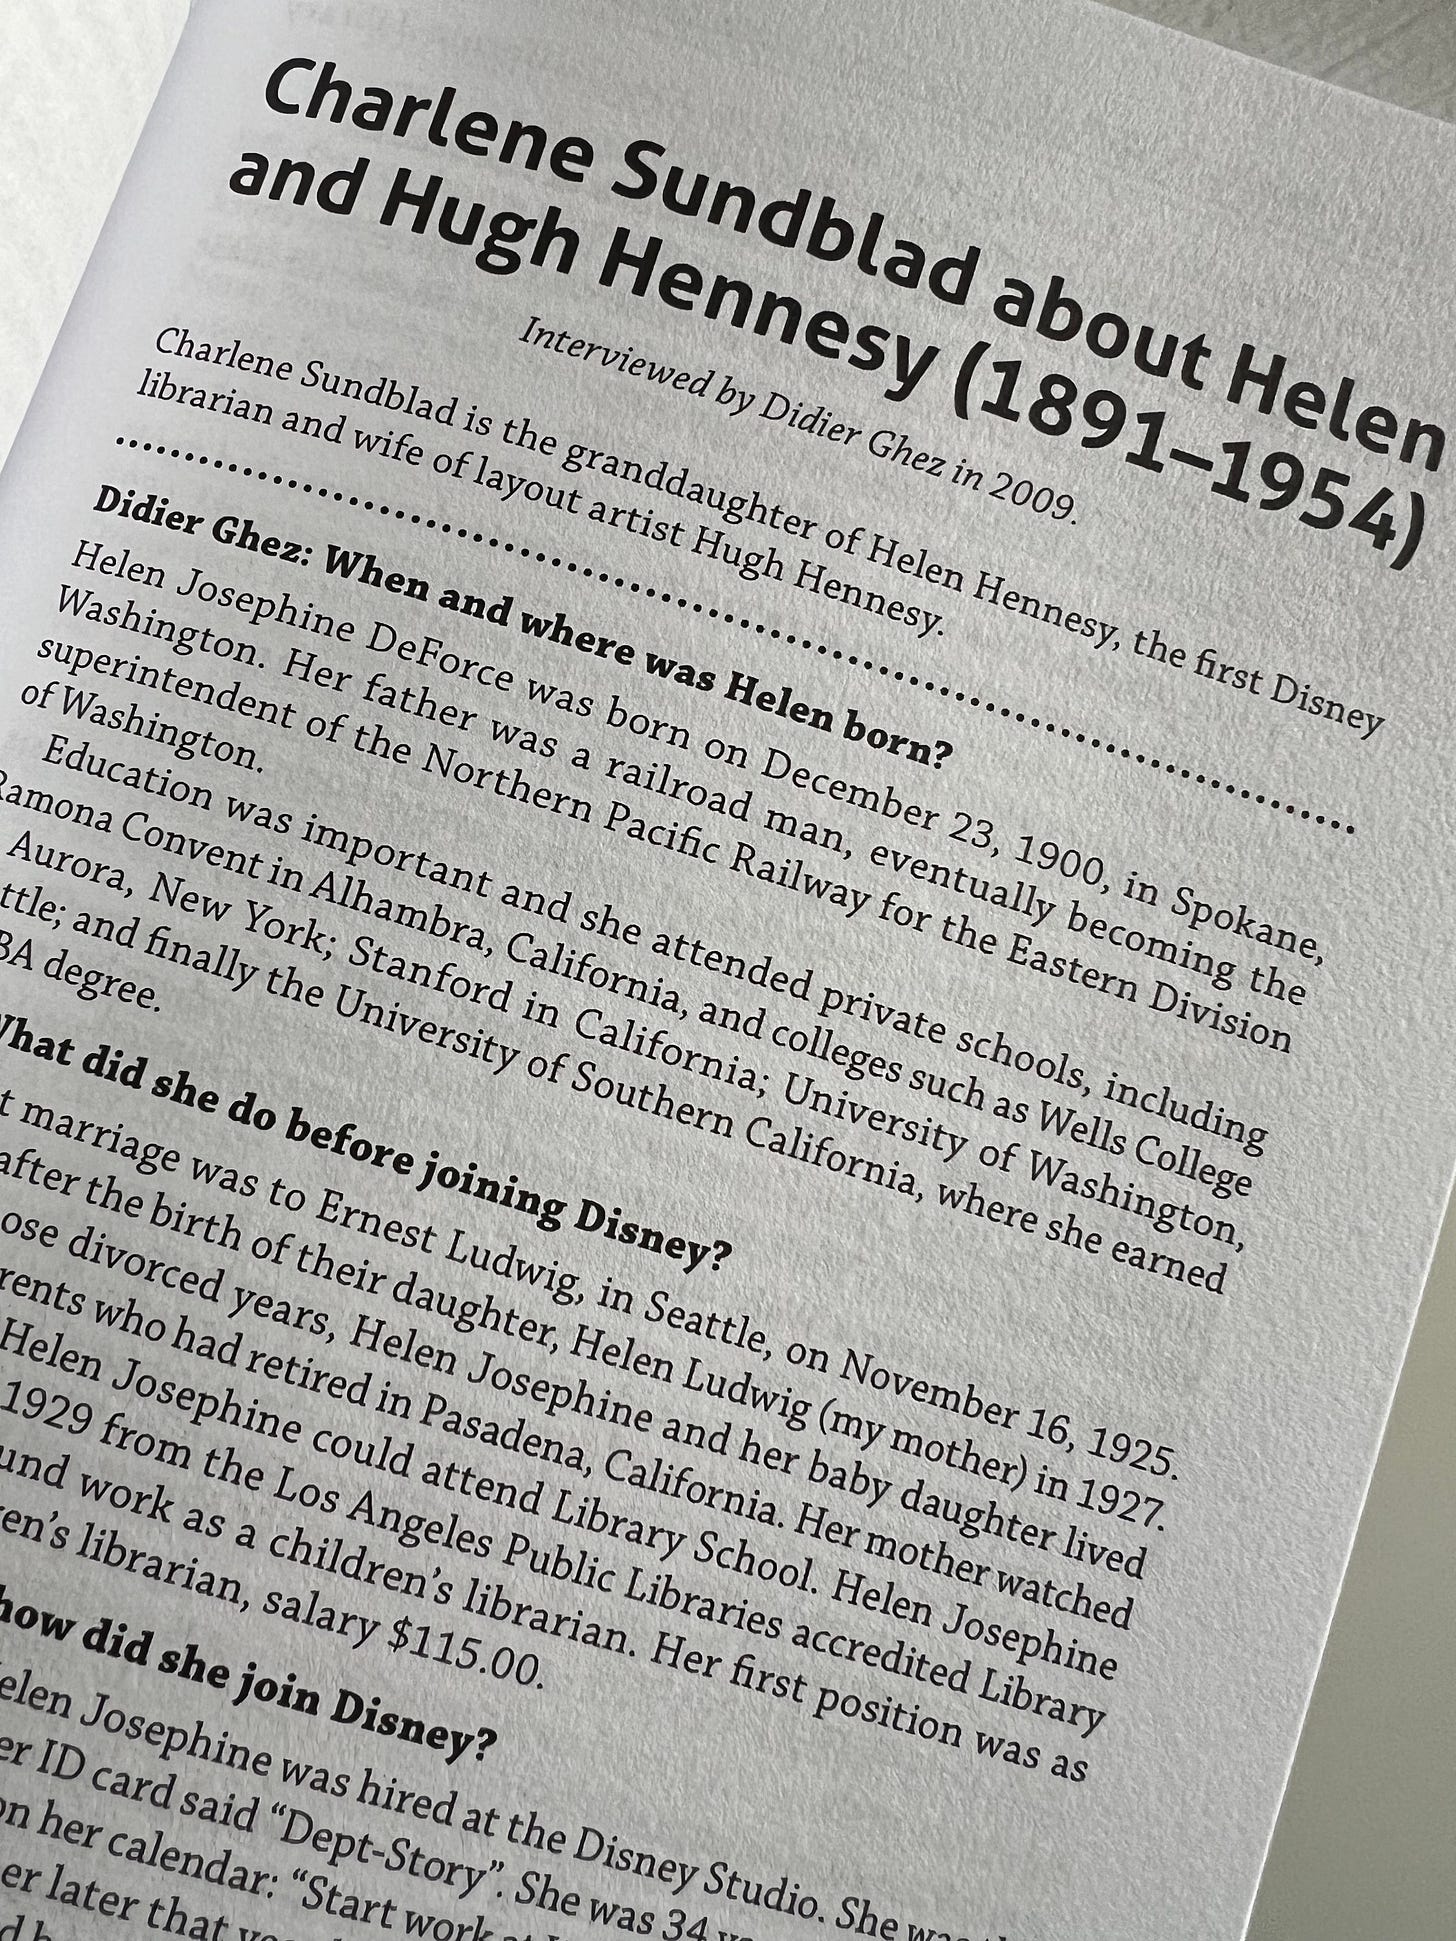 Charlene Sundblad about Helen
and Hugh Hennesy (1891–1954)
Interviewed by Didier Ghez in 2009.
Charlene Sundblad is the granddaughter of Helen Hennesy, the first Disney
librarian and wife of layout artist Hugh Hennesy.
Didier Ghez: When and where was Helen born?
Helen Josephine DeForce was born on December 23, 1900, in Spokane,
Washington. Her father was a railroad man, eventually becoming the
superintendent of the Northern Pacific Railway for the Eastern Division
of Washington.
Education was important and she attended private schools, including
Ramona Convent in Alhambra, California, and colleges such as Wells College
Aurora, New York; Stanford in California; University of Washington,
ttle; and finally the University of Southern California, where she earned
BA degree.
What did she do before joining Disney?
t marriage was to Ernest Ludwig, in Seattle, on November 16, 1925.
after the birth of their daughter, Helen Ludwig (my mother) in 1927.
ose divorced years, Helen Josephine and her baby daughter lived
rents who had retired in Pasadena, California. Her mother watched
Helen Josephine could attend Library School. Helen Josephine
1929 from the Los Angeles Public Libraries accredited Library
und work as a children's librarian. Her first position was as
en's librarian, salary $115.00.
how did she join Disney?
elen Josephine was hired at the Disney Studio. She was
er ID card said “Dept-Story”. She was 34
on her calendar: “Start work
er later that